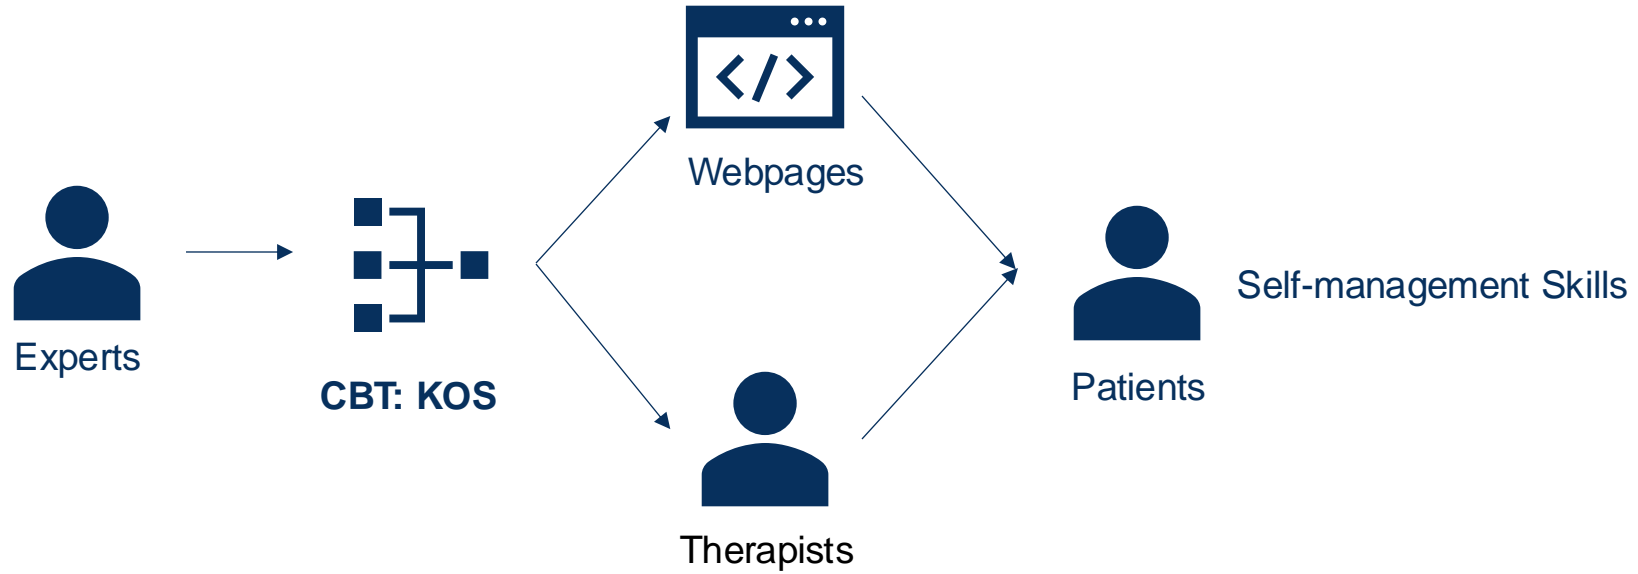 Webpages
Experts
CBT: KOS
Therapists
Patients
Self-management Skills